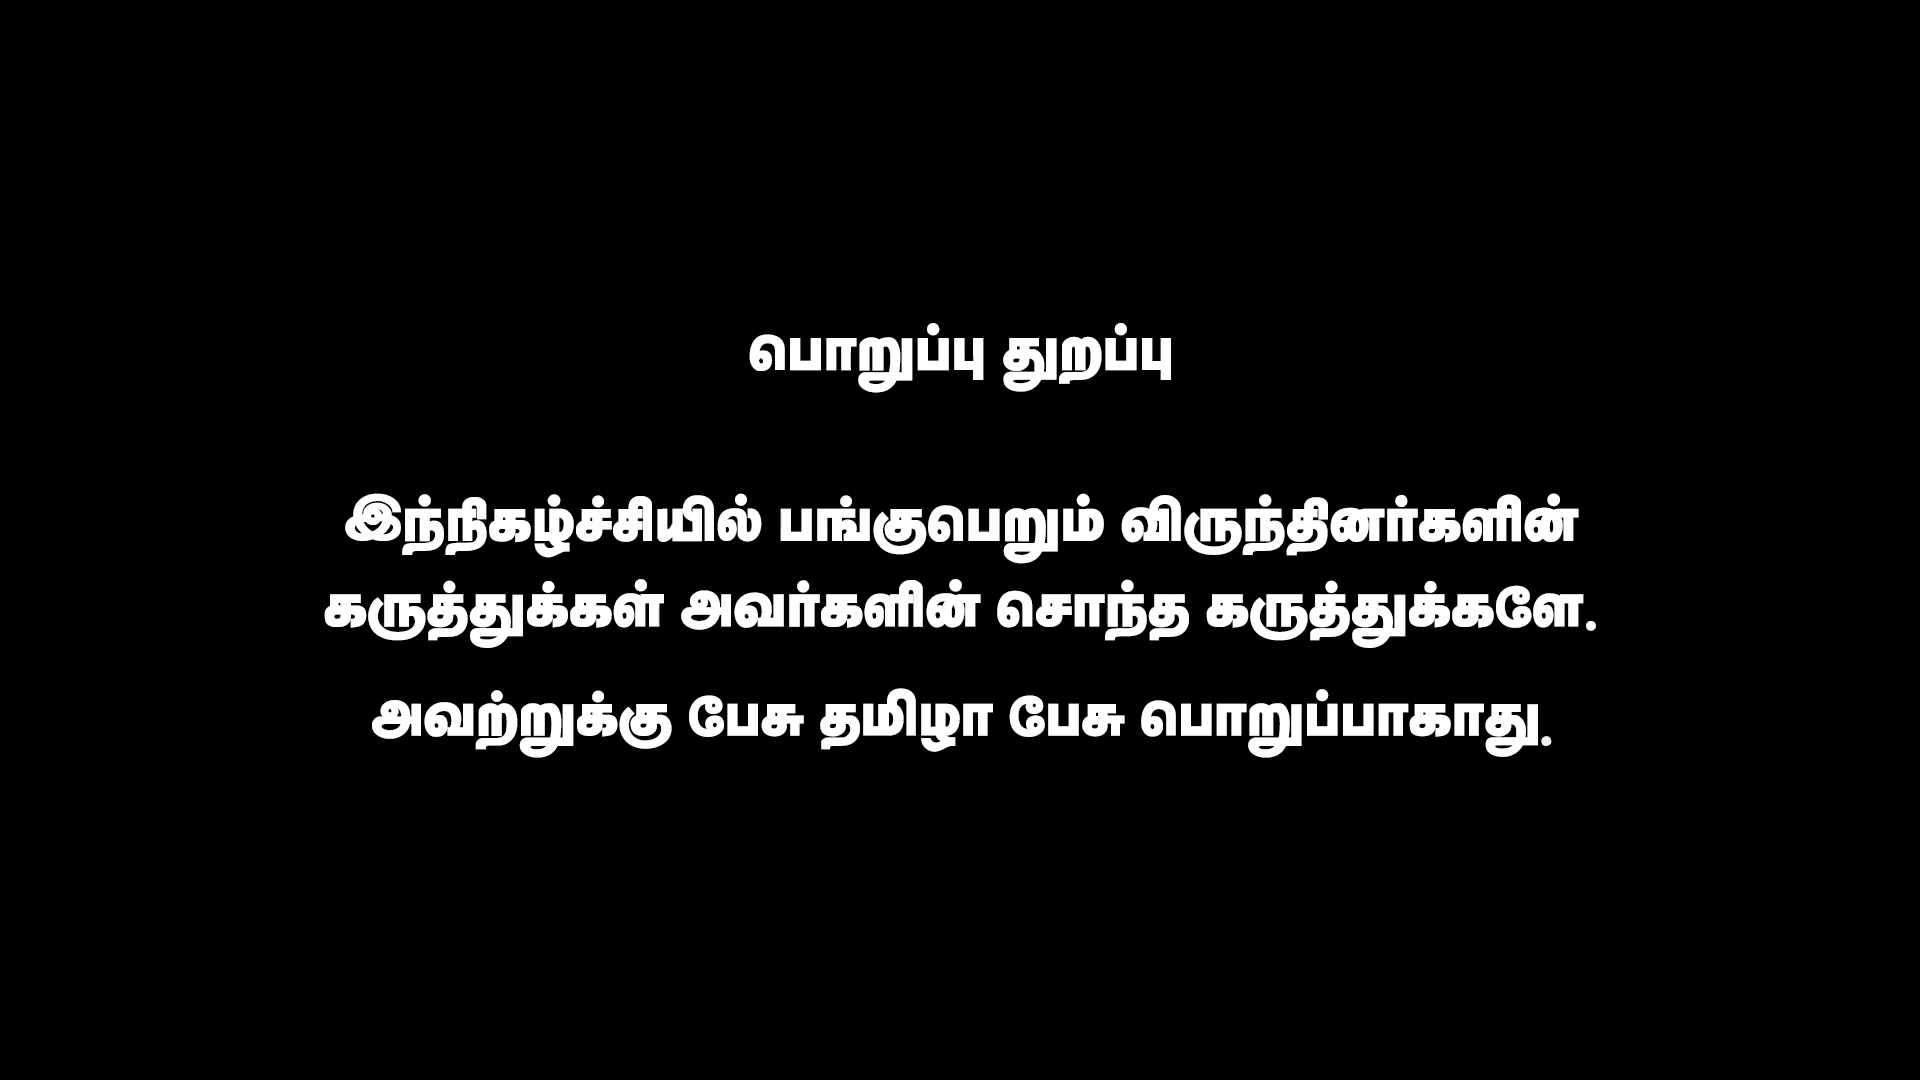 பொறுப்பு துறப்பு
இந்நிகழ்ச்சியில் பங்குபெறும் விருந்தினர்களின்
கருத்துக்கள் அவர்களின் சொந்த கருத்துக்களே.
அவற்றுக்கு பேசு தமிழா பேசு பொறுப்பாகாது.